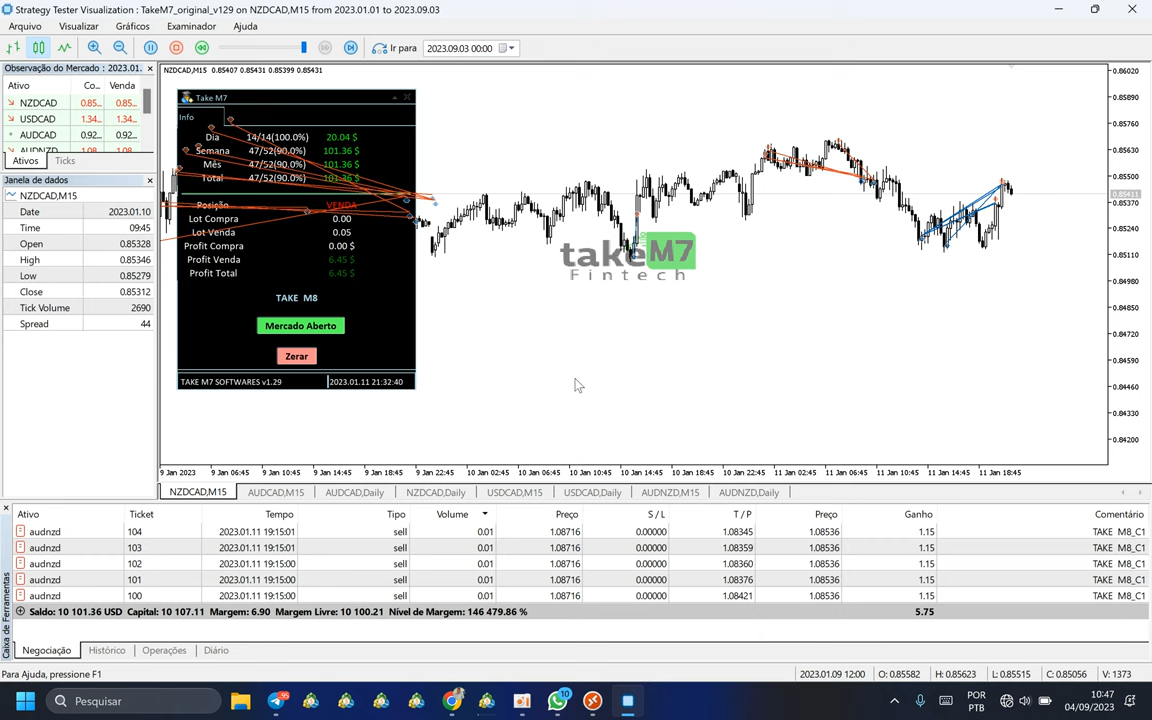 Strategy Tester Visualization : TakeM7_original_v129 on NZDCAD,M15 from 2023.01.01 to 2023.09.03
Arquivo Visualizar Gráficos Examinador Ajuda
Ir para 2023.09.03 00:00
Observação do Mercado : 2023.01.
Ativo Co... Venda
NZDCAD 0.85... 0.85...
USDCAD 1.34... 1.34...
AUDCAD 0.92... 0.92...
AUDNZD 1.08 1.08
Ativos Ticks
Janela de dados
NZDCAD,M15
Date 2023.01.10
Time 09:45
Open 0.85328
High 0.85346
Low 0.85279
Close 0.85312
Tick Volume 2690
Spread 44
NZDCAD,M15 0.85407 0.85431 0.85399 0.85431
Take M7
Info
Dia 14/14(100.0%) 20.04 $
Semana 47/52(90.0%) 101.36 $
Mês 47/52(90.0%) 101.36 $
Total 47/52(90.0%) 101.36 $
Posição VENDA
Lot Compra 0.00
Lot Venda 0.05
Profit Compra 0.00 $
Profit Venda 6.45 $
Profit Total 6.45 $
TAKE M8
Mercado Aberto
Zerar
TAKE M7 SOFTWARES v1.29 2023.01.11 21:32:40
takeM7
Fintech
0.86020
0.85890
0.85760
0.85630
0.85500
0.85411
0.85370
0.85240
0.85110
0.84980
0.84850
0.84720
0.84590
0.84460
0.84330
0.84200
9 Jan 2023 9 Jan 06:45 9 Jan 10:45 9 Jan 14:45 9 Jan 18:45 9 Jan 22:45 10 Jan 02:45 10 Jan 06:45 10 Jan 10:45 10 Jan 14:45 10 Jan 18:45 10 Jan 22:45 11 Jan 02:45 11 Jan 06:45 11 Jan 10:45 11 Jan 14:45 11 Jan 18:45
NZDCAD,M15 AUDCAD,M15 AUDCAD,Daily NZDCAD,Daily USDCAD,M15 USDCAD,Daily AUDNZD,M15 AUDNZD,Daily
Ativo Ticket Tempo Tipo Volume Preço S / L T / P Preço Ganho Comentário
audnzd 104 2023.01.11 19:15:01 sell 0.01 1.08716 0.00000 1.08345 1.08536 1.15 TAKE M8_C1
audnzd 103 2023.01.11 19:15:01 sell 0.01 1.08716 0.00000 1.08359 1.08536 1.15 TAKE M8_C1
audnzd 102 2023.01.11 19:15:00 sell 0.01 1.08716 0.00000 1.08360 1.08536 1.15 TAKE M8_C1
audnzd 101 2023.01.11 19:15:00 sell 0.01 1.08716 0.00000 1.08376 1.08536 1.15 TAKE M8_C1
audnzd 100 2023.01.11 19:15:00 sell 0.01 1.08716 0.00000 1.08421 1.08536 1.15 TAKE M8_C1
Saldo: 10 101.36 USD Capital: 10 107.11 Margem: 6.90 Margem Livre: 10 100.21 Nível de Margem: 146 479.86 % 5.75
Caixa de Ferramentas
Negociação Histórico Operações Diário
Para Ajuda, pressione F1
2023.01.09 12:00 O: 0.85582 H: 0.85623 L: 0.85515 C: 0.85056 V: 1373
Pesquisar
95
10
POR
PTB
10:47
04/09/2023